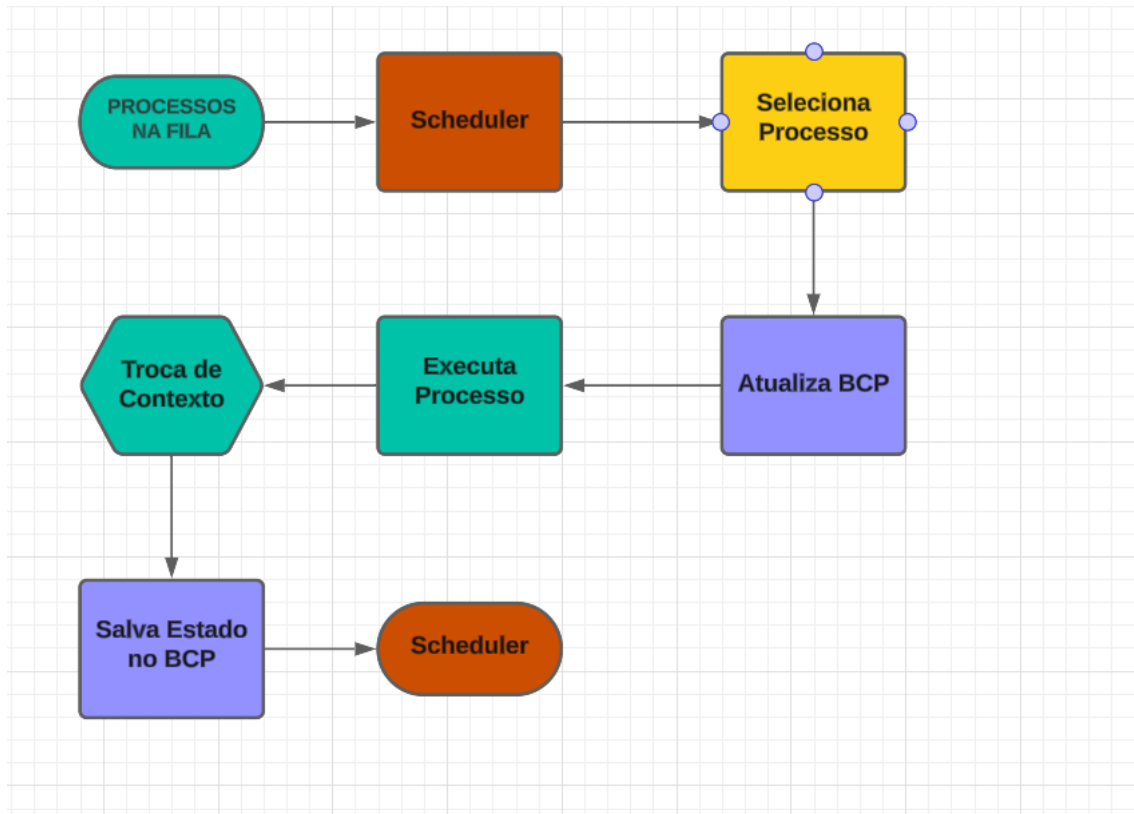 PROCESSOS
NA FILA
Scheduler
Seleciona
Processo
Troca de
Contexto
Executa
Processo
Atualiza BCP
Salva Estado
no BCP
Scheduler